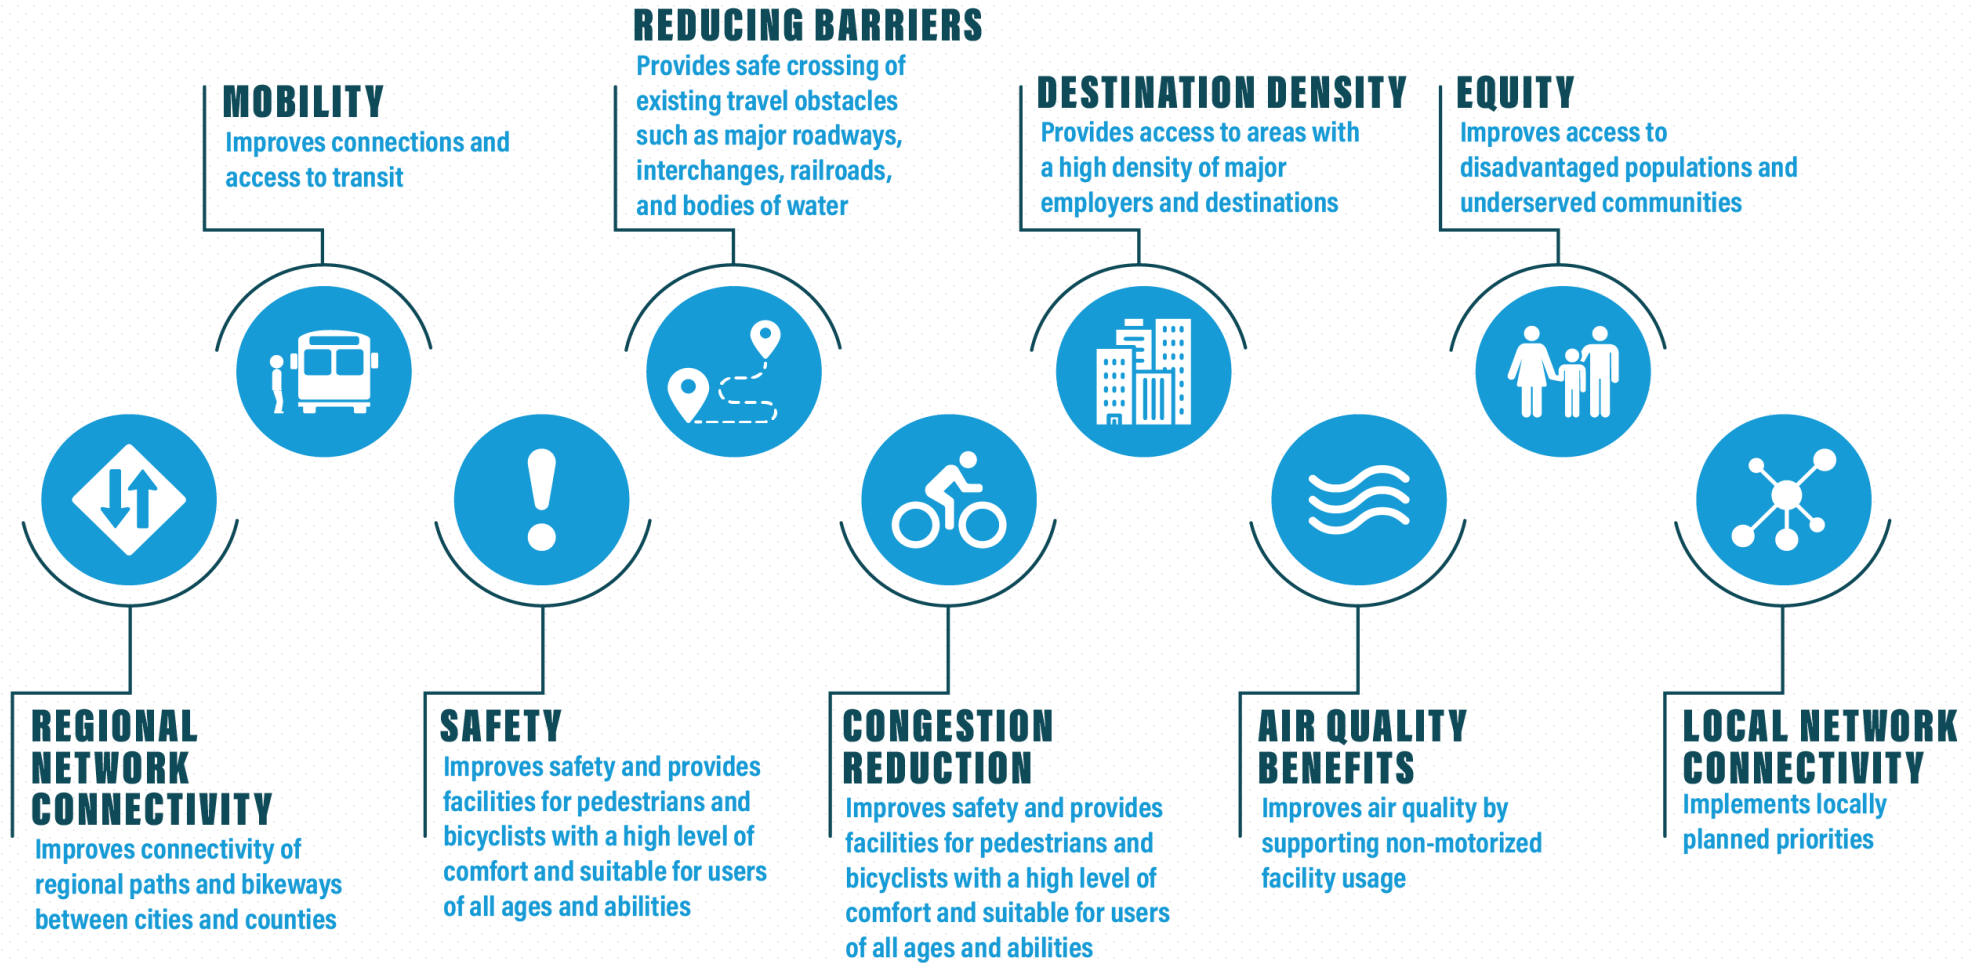 REDUCING BARRIERS
Provides safe crossing of
existing travel obstacles
such as major roadways,
interchanges, railroads,
and bodies of water
MOBILITY
Improves connections and
access to transit
DESTINATION DENSITY
Provides access to areas with
a high density of major
employers and destinations
EQUITY
Improves access to
disadvantaged populations and
underserved communities
REGIONAL
NETWORK
CONNECTIVITY
Improves connectivity of
regional paths and bikeways
between cities and counties
SAFETY
Improves safety and provides
facilities for pedestrians and
bicyclists with a high level of
comfort and suitable for users
of all ages and abilities
CONGESTION
REDUCTION
Improves safety and provides
facilities for pedestrians and
bicyclists with a high level of
comfort and suitable for users
of all ages and abilities
AIR QUALITY
BENEFITS
Improves air quality by
supporting non-motorized
facility usage
LOCAL NETWORK
CONNECTIVITY
Implements locally
planned priorities